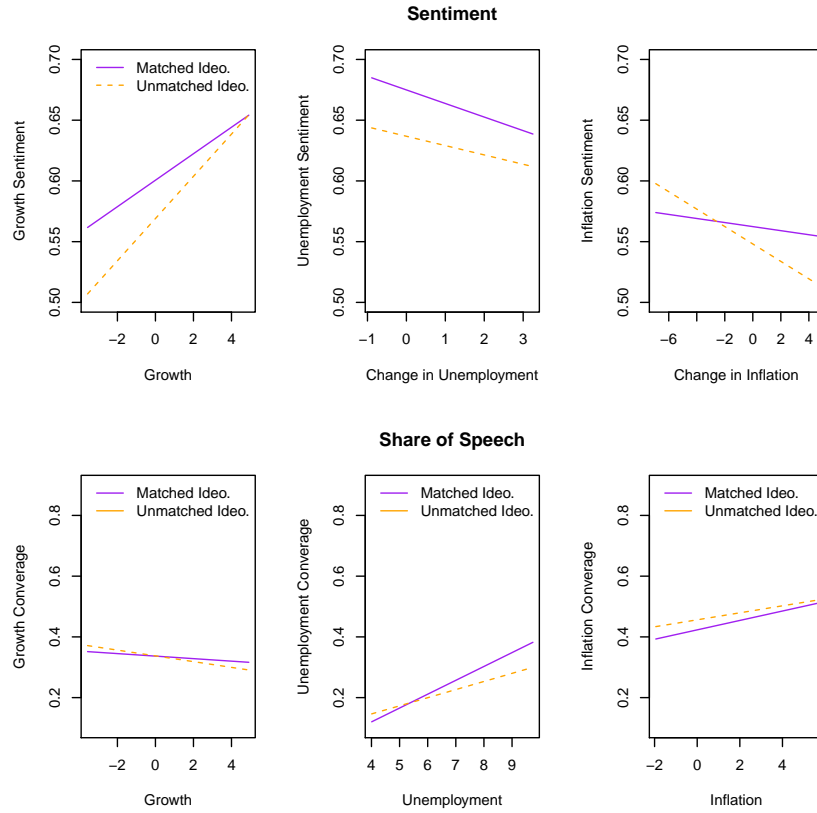 Sentiment
Matched Ideo.
Unmatched Ideo.
Growth Sentiment
0.50 0.55 0.60 0.65 0.70
−2 0 2 4
Growth
Unemployment Sentiment
0.50 0.55 0.60 0.65 0.70
−1 0 1 2 3
Change in Unemployment
Inflation Sentiment
0.50 0.55 0.60 0.65 0.70
−6 −2 0 2 4
Change in Inflation
Share of Speech
Matched Ideo.
Unmatched Ideo.
Growth Converage
0.2 0.4 0.6 0.8
−2 0 2 4
Growth
Matched Ideo.
Unmatched Ideo.
Unemployment Converage
0.2 0.4 0.6 0.8
4 5 6 7 8 9
Unemployment
Matched Ideo.
Unmatched Ideo.
Inflation Converage
0.2 0.4 0.6 0.8
−2 0 2 4
Inflation